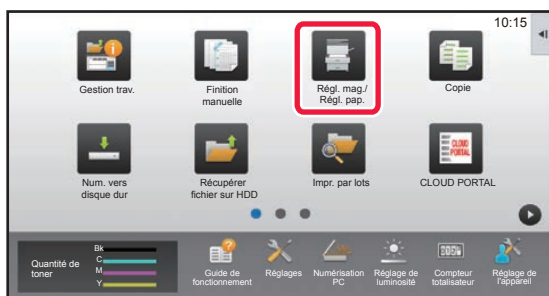 10:15
Gestion trav.
Finition
manuelle
Régl. mag./
Régl. pap.
Copie
Num. vers
disque dur
Récupérer
fichier sur HDD
Impr. par lots
CLOUD
PORTAL
CLOUD PORTAL
Quantité de
toner
Bk
C
M
Y
Guide de
fonctionnement
Réglages
Numérisation
PC
Réglage de
luminosité
Compteur
totalisateur
Réglage de
l'appareil